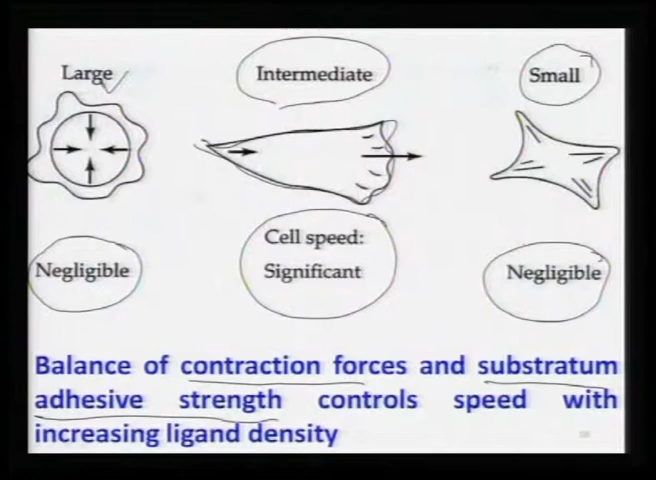 Large Intermediate Small
Cell speed:
Negligible Significant Negligible
Balance of contraction forces and substratum
adhesive strength controls speed with
increasing ligand density